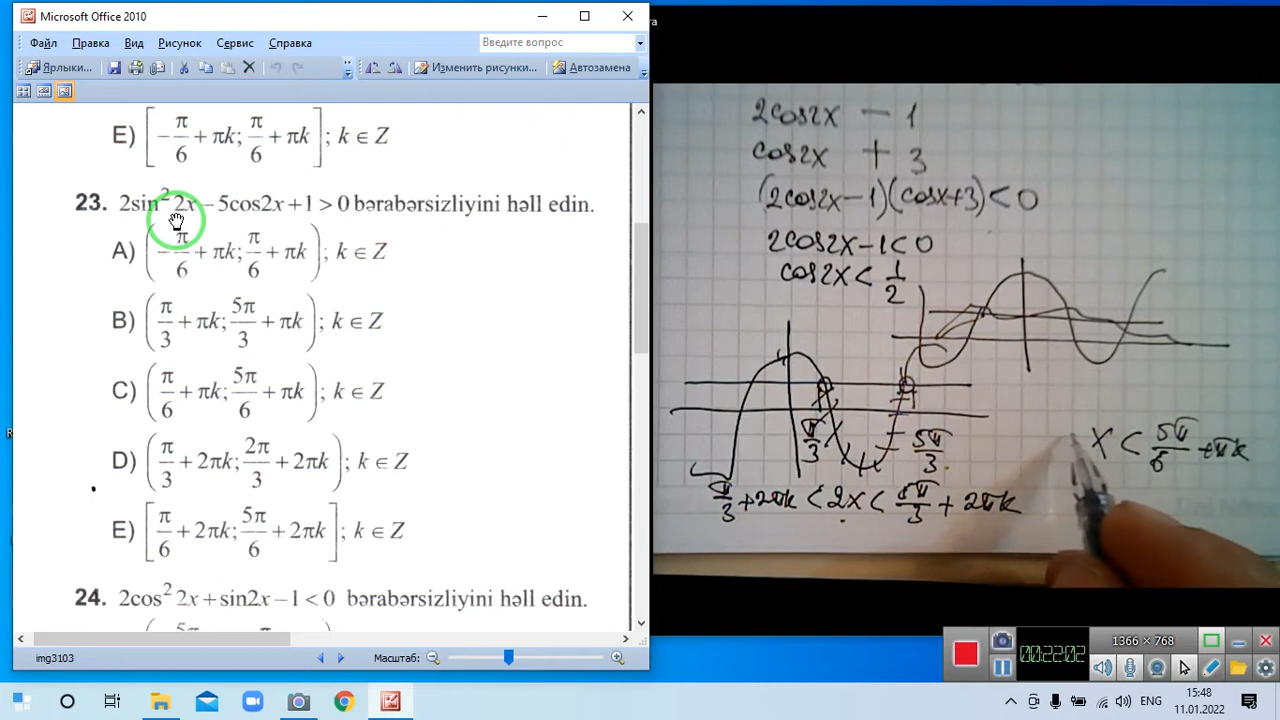 Microsoft Office 2010
Файл Правка Вид Рисунок Сервис Справка
Введите вопрос
Ярлыки... Изменить рисунки... Автозамена
E) [−π/6 + πk; π/6 + πk]; k ∈ Z
23. 2sin² 2x − 5cos2x + 1 > 0 bərabərsizliyini həll edin.
A) (−π/6 + πk; π/6 + πk); k ∈ Z
B) (π/3 + πk; 5π/3 + πk); k ∈ Z
C) (π/6 + πk; 5π/6 + πk); k ∈ Z
D) (π/3 + 2πk; 2π/3 + 2πk); k ∈ Z
E) [π/6 + 2πk; 5π/6 + 2πk]; k ∈ Z
24. 2cos² 2x + sin2x − 1 < 0 bərabərsizliyini həll edin.
img3103
Масштаб:
2cos2x − 1
cos2x + 3
(2cos2x−1)(cosx+3) < 0
2cos2x−1 < 0
cos2x < 1/2
π/3
5π/3
π/3 + 2πk < 2x < 5π/3 + 2πk
x < 5π/6 + πk
1366 × 768
00:22:02
ENG
15:48
11.01.2022